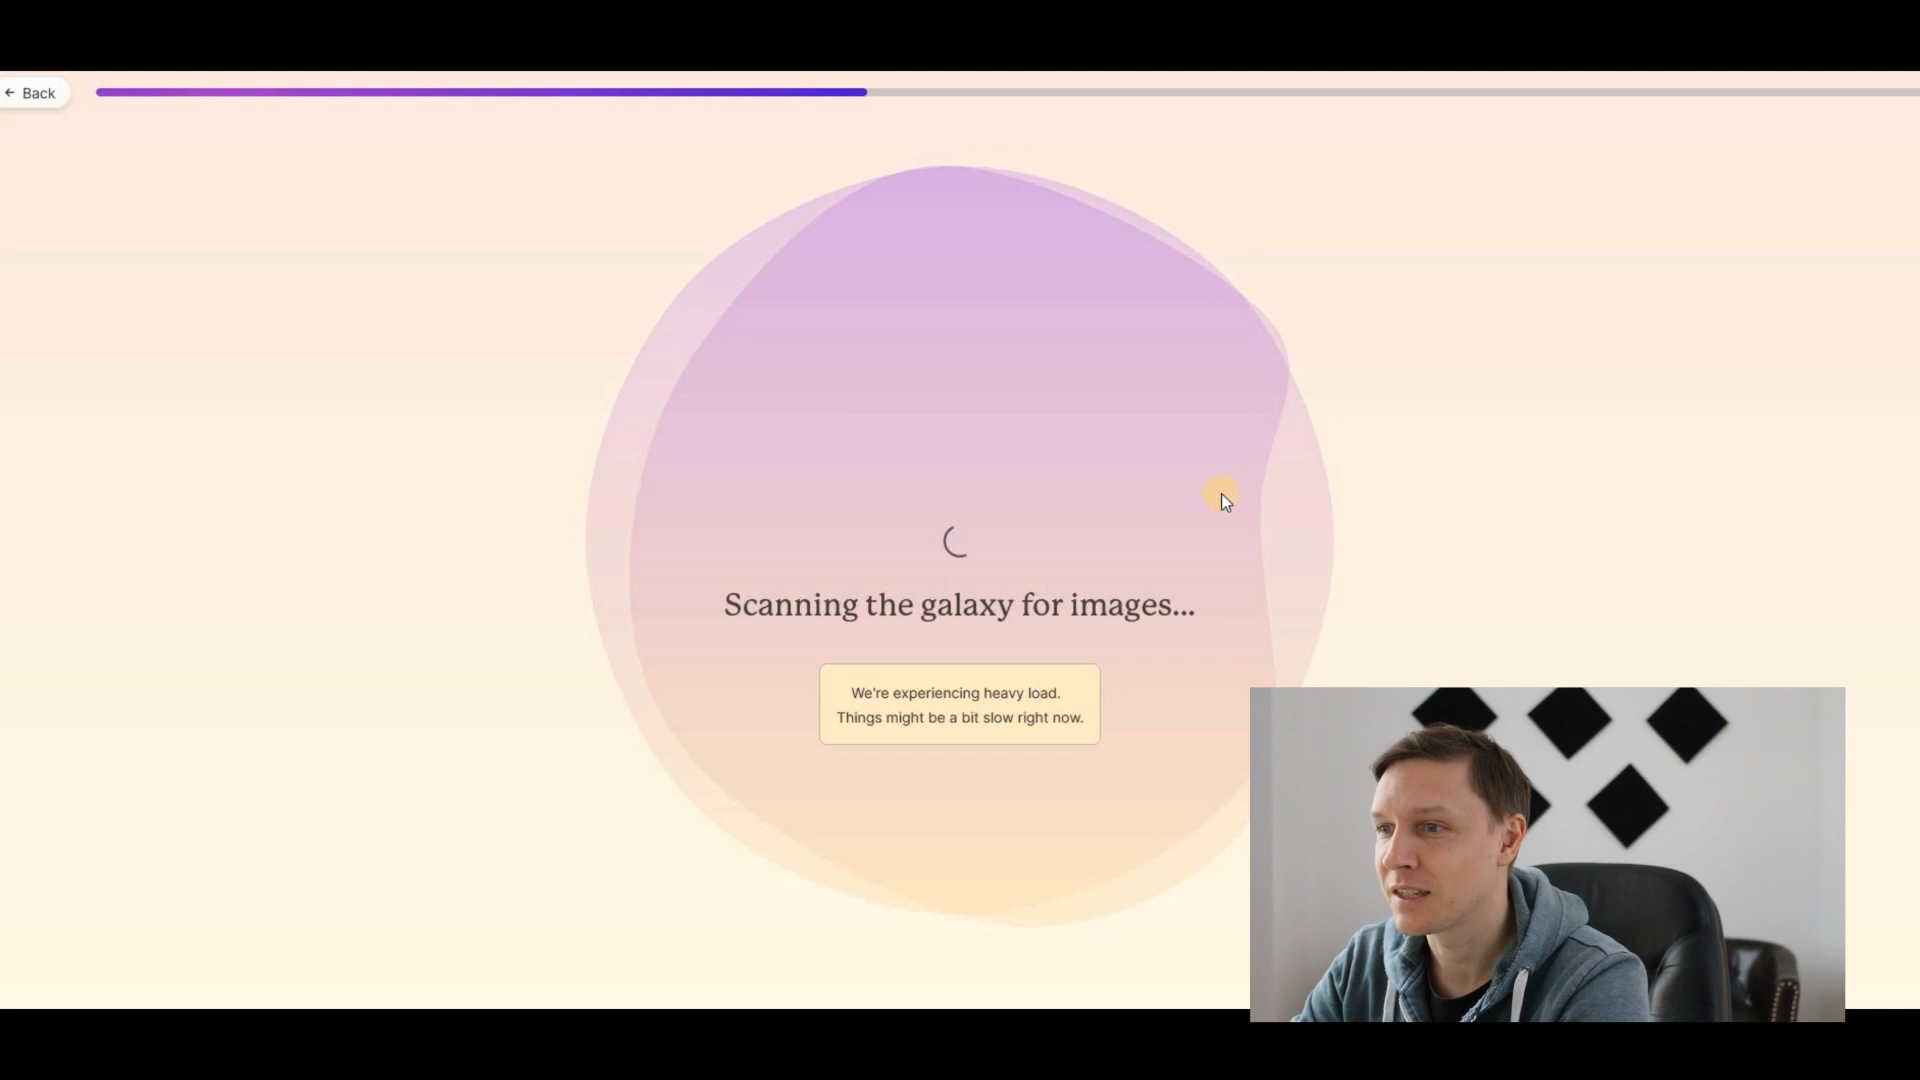 Back
Scanning the galaxy for images...
We're experiencing heavy load.
Things might be a bit slow right now.